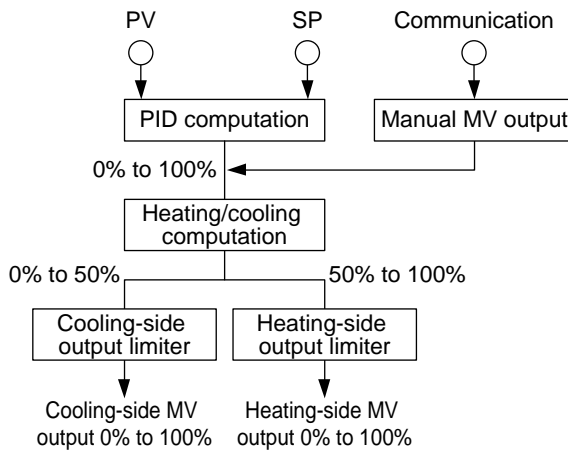 PV
SP
Communication
PID computation
Manual MV output
0% to 100%
Heating/cooling
computation
0% to 50%
50% to 100%
Cooling-side
output limiter
Heating-side
output limiter
Cooling-side MV
output 0% to 100%
Heating-side MV
output 0% to 100%